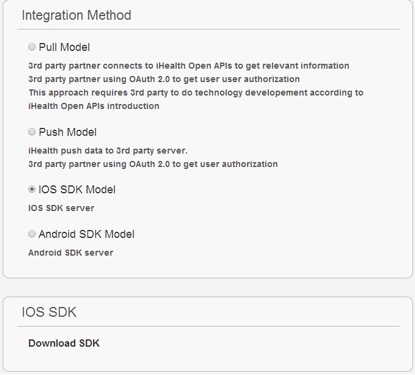 Integration Method
Pull Model
3rd party partner connects to iHealth Open APIs to get relevant information
3rd party partner using OAuth 2.0 to get user user authorization
This approach requires 3rd party to do technology developement according to
iHealth Open APIs introduction
Push Model
iHealth push data to 3rd party server.
3rd party partner using OAuth 2.0 to get user authorization
IOS SDK Model
IOS SDK server
Android SDK Model
Android SDK server
IOS SDK
Download SDK